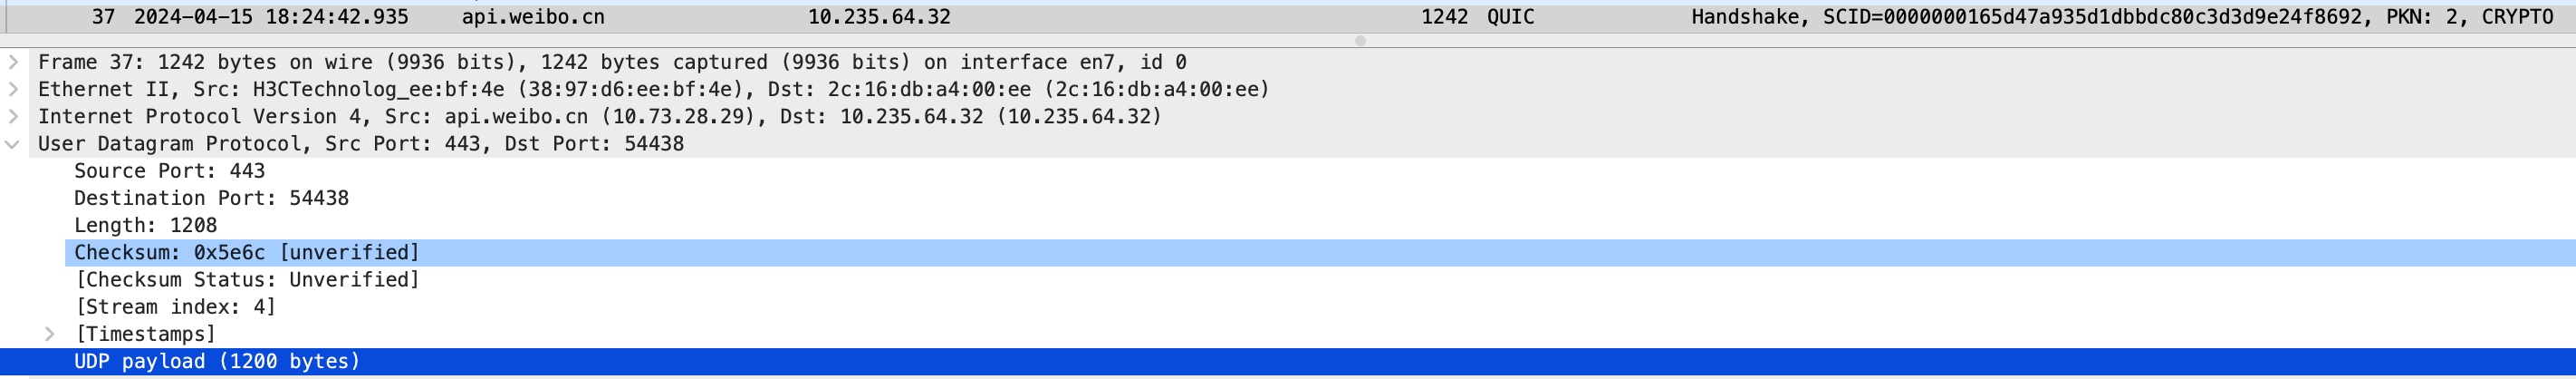 37 2024-04-15 18:24:42.935 api.weibo.cn 10.235.64.32 1242 QUIC Handshake, SCID=0000000165d47a935d1dbbdc80c3d3d9e24f8692, PKN: 2, CRYPTO
Frame 37: 1242 bytes on wire (9936 bits), 1242 bytes captured (9936 bits) on interface en7, id 0
Ethernet II, Src: H3CTechnolog_ee:bf:4e (38:97:d6:ee:bf:4e), Dst: 2c:16:db:a4:00:ee (2c:16:db:a4:00:ee)
Internet Protocol Version 4, Src: api.weibo.cn (10.73.28.29), Dst: 10.235.64.32 (10.235.64.32)
User Datagram Protocol, Src Port: 443, Dst Port: 54438
Source Port: 443
Destination Port: 54438
Length: 1208
Checksum: 0x5e6c [unverified]
[Checksum Status: Unverified]
[Stream index: 4]
[Timestamps]
UDP payload (1200 bytes)